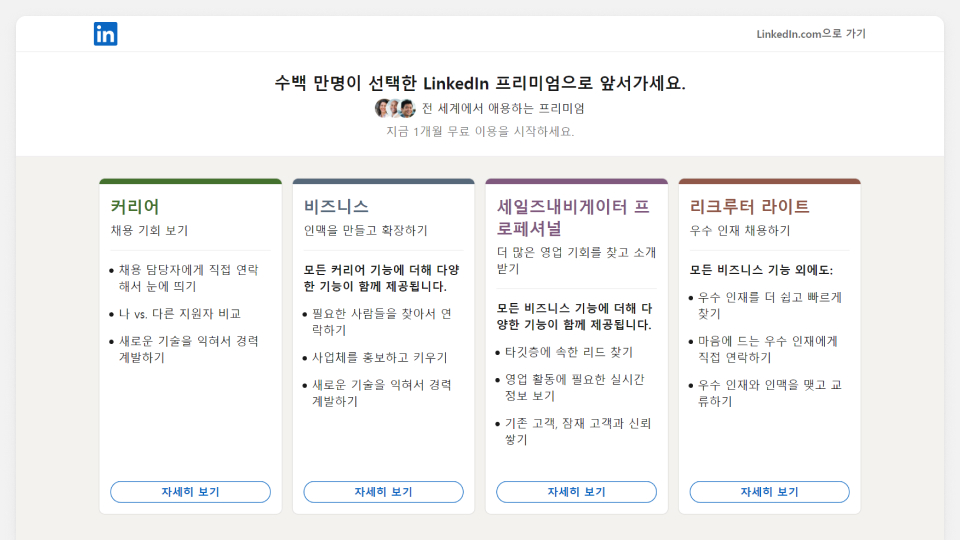 in
LinkedIn.com으로 가기
수백 만명이 선택한 LinkedIn 프리미엄으로 앞서가세요.
전 세계에서 애용하는 프리미엄
지금 1개월 무료 이용을 시작하세요.
커리어
채용 기회 보기
• 채용 담당자에게 직접 연락
해서 눈에 띄기
• 나 vs. 다른 지원자 비교
• 새로운 기술을 익혀서 경력
계발하기
자세히 보기
비즈니스
인맥을 만들고 확장하기
모든 커리어 기능에 더해 다양
한 기능이 함께 제공됩니다.
• 필요한 사람들을 찾아서 연
락하기
• 사업체를 홍보하고 키우기
• 새로운 기술을 익혀서 경력
계발하기
자세히 보기
세일즈내비게이터 프
로페셔널
더 많은 영업 기회를 찾고 소개
받기
모든 비즈니스 기능에 더해 다
양한 기능이 함께 제공됩니다.
• 타깃층에 속한 리드 찾기
• 영업 활동에 필요한 실시간
정보 보기
• 기존 고객, 잠재 고객과 신뢰
쌓기
자세히 보기
리크루터 라이트
우수 인재 채용하기
모든 비즈니스 기능 외에도:
• 우수 인재를 더 쉽고 빠르게
찾기
• 마음에 드는 우수 인재에게
직접 연락하기
• 우수 인재와 인맥을 맺고 교
류하기
자세히 보기